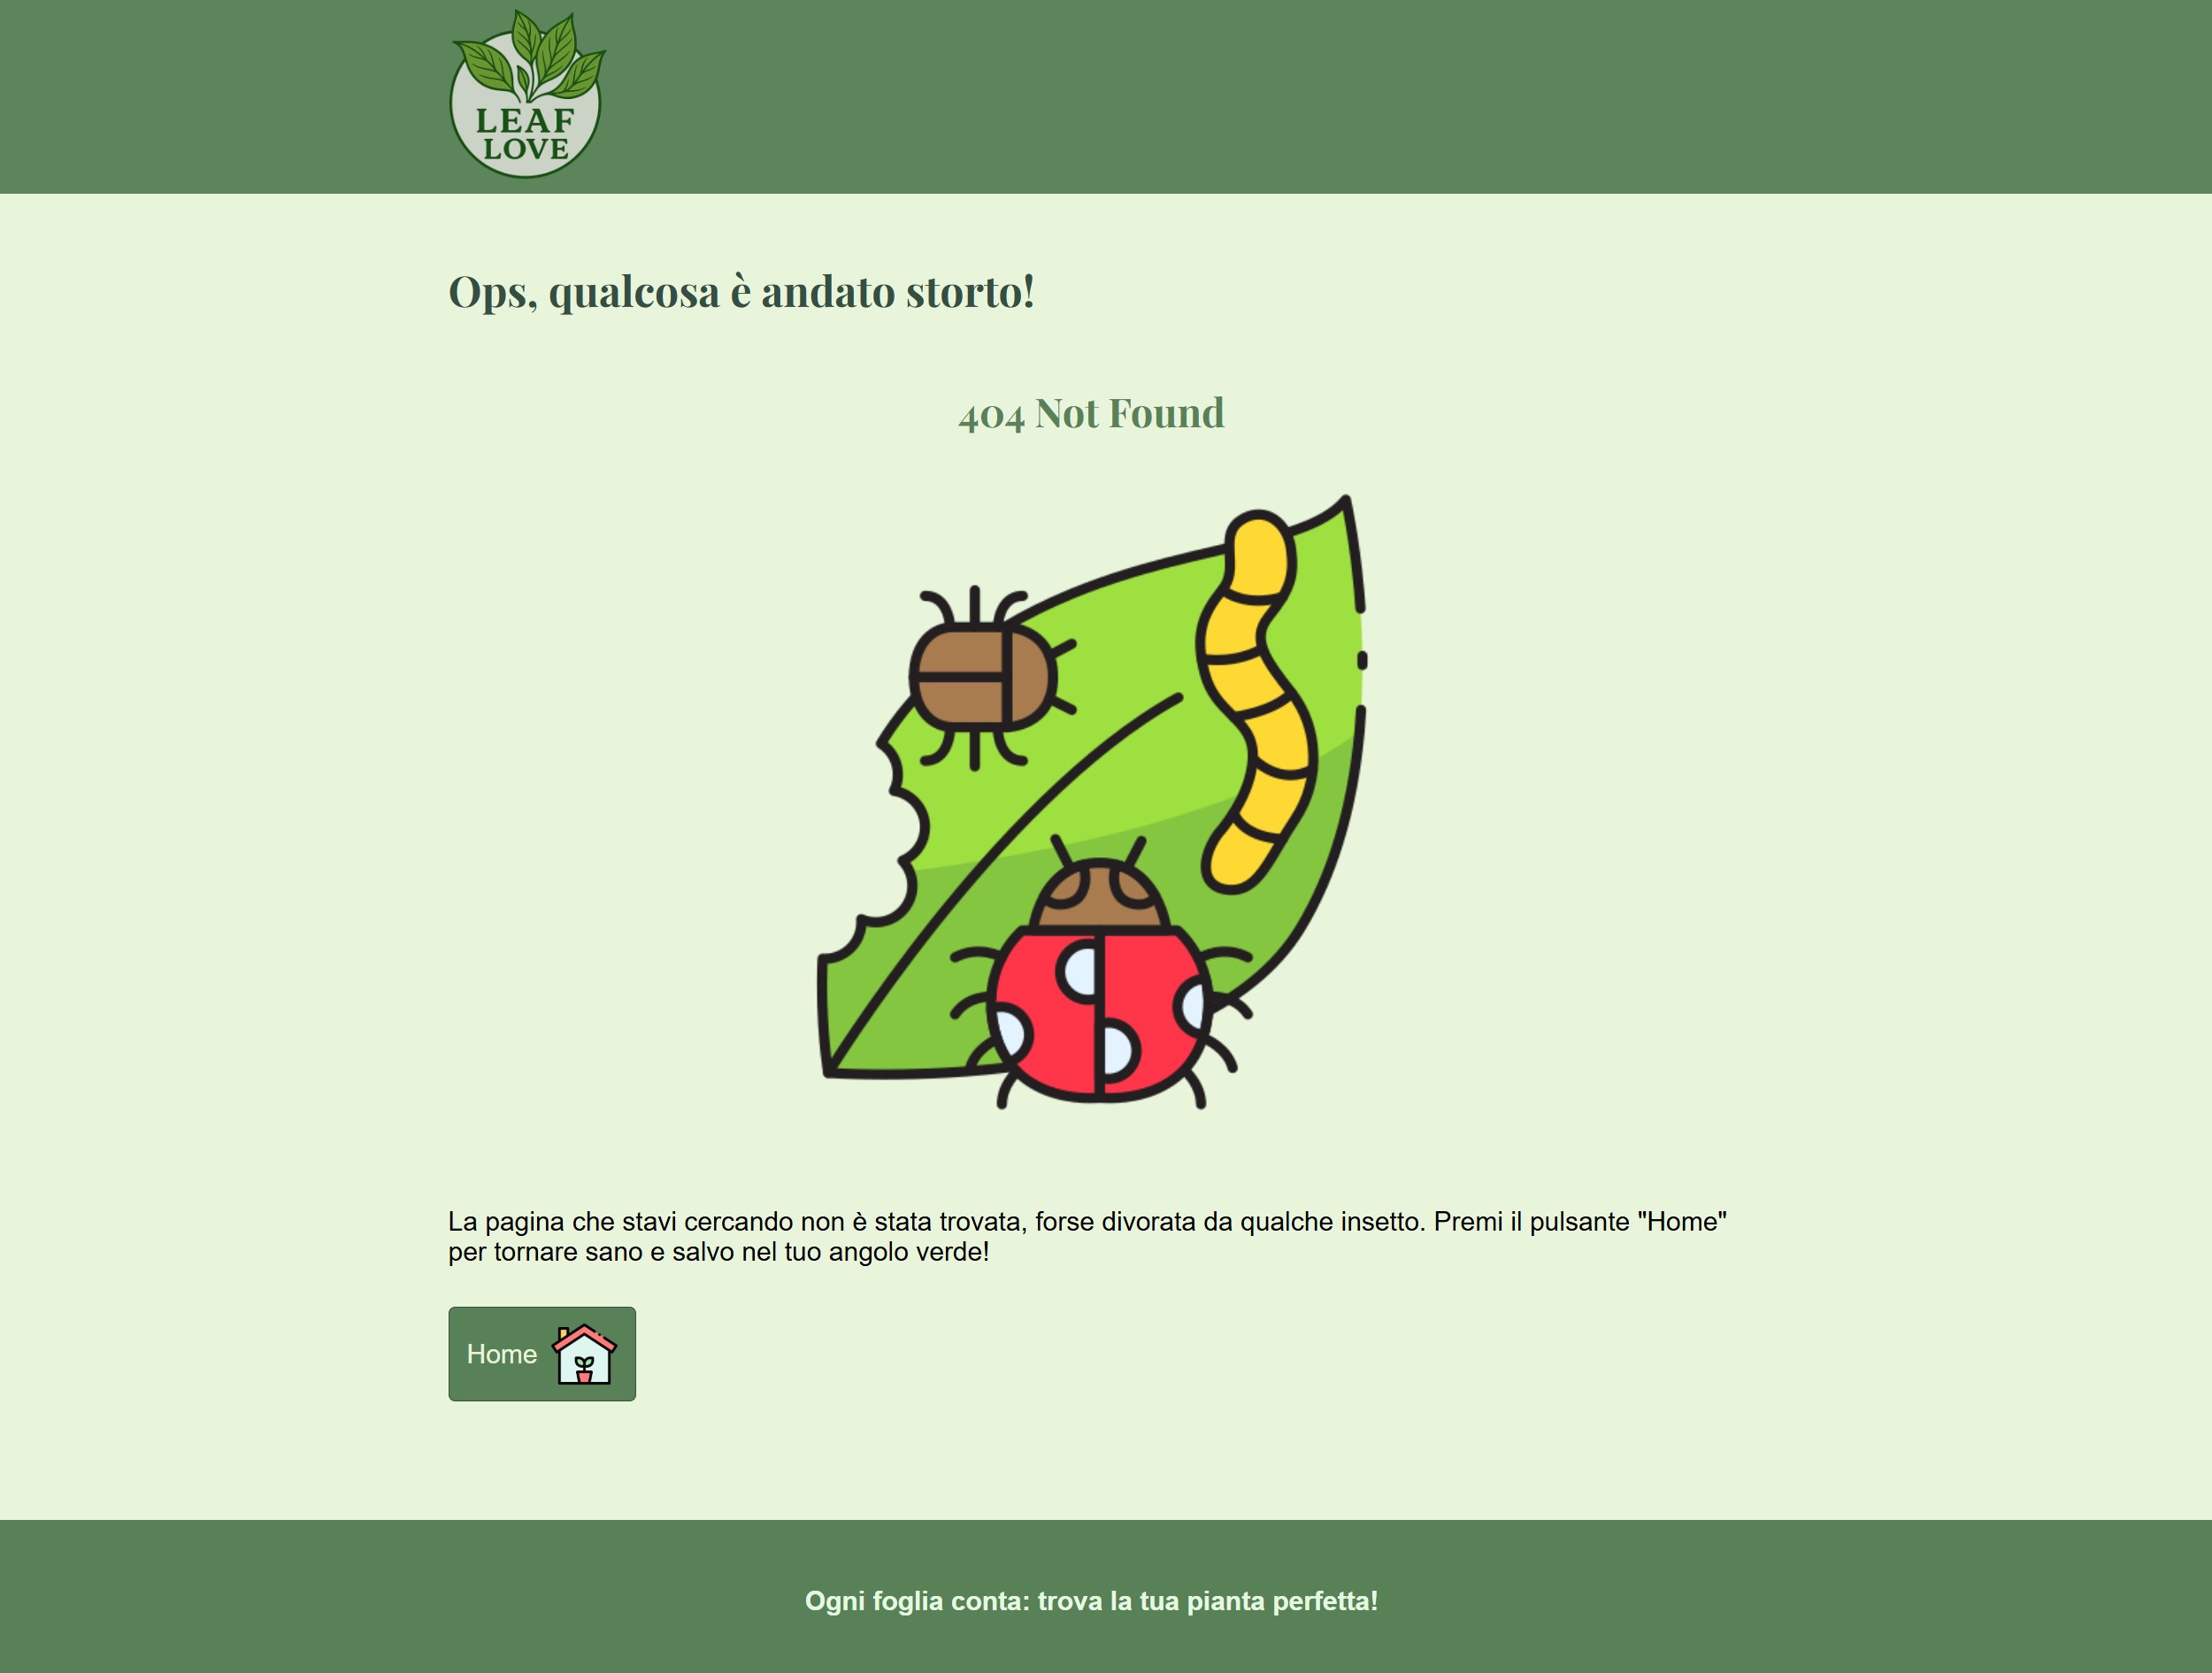 LEAF
LOVE
Ops, qualcosa è andato storto!
404 Not Found
La pagina che stavi cercando non è stata trovata, forse divorata da qualche insetto. Premi il pulsante "Home"
per tornare sano e salvo nel tuo angolo verde!
Home
Ogni foglia conta: trova la tua pianta perfetta!